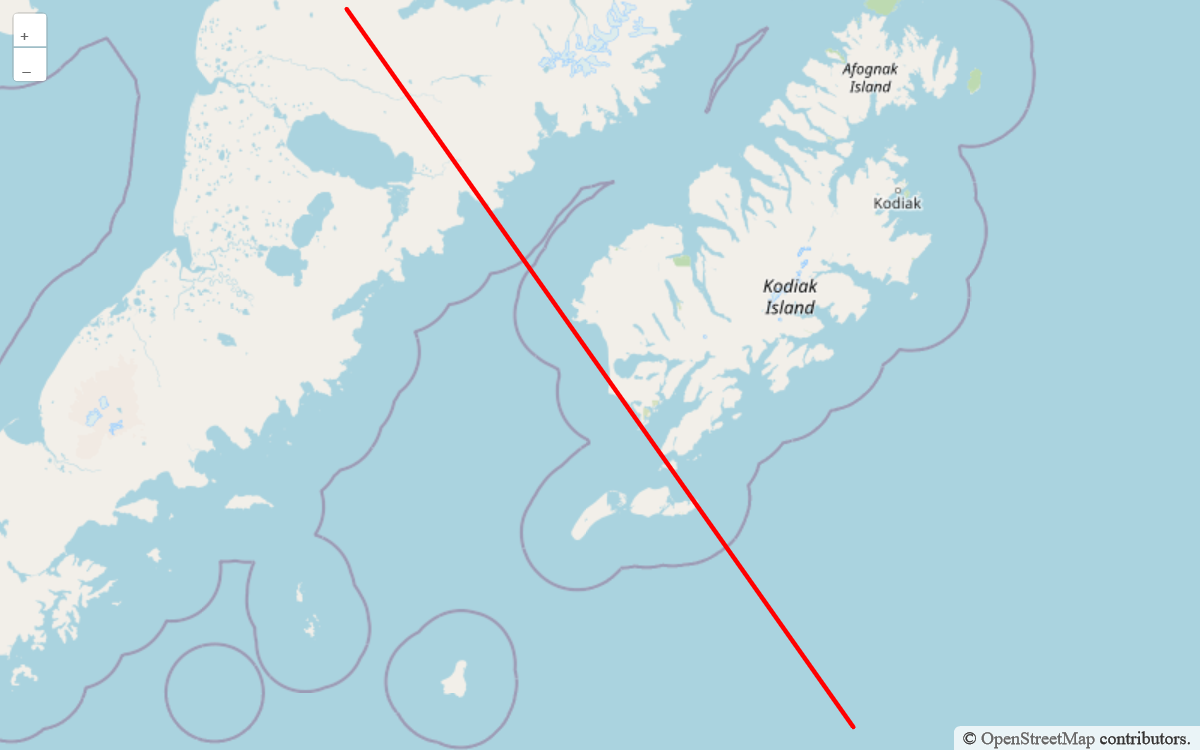 +
–
Afognak
Island
Kodiak
Kodiak
Island
© OpenStreetMap contributors.